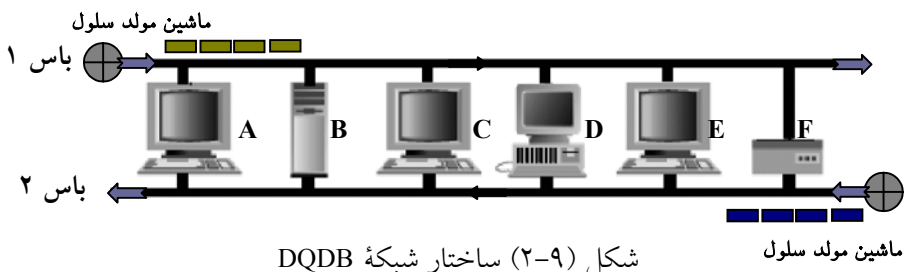 ماشین مولد سلول
باس ۱
A B C D E F
باس ۲
ماشین مولد سلول
شکل (۹-۲) ساختار شبکهٔ DQDB